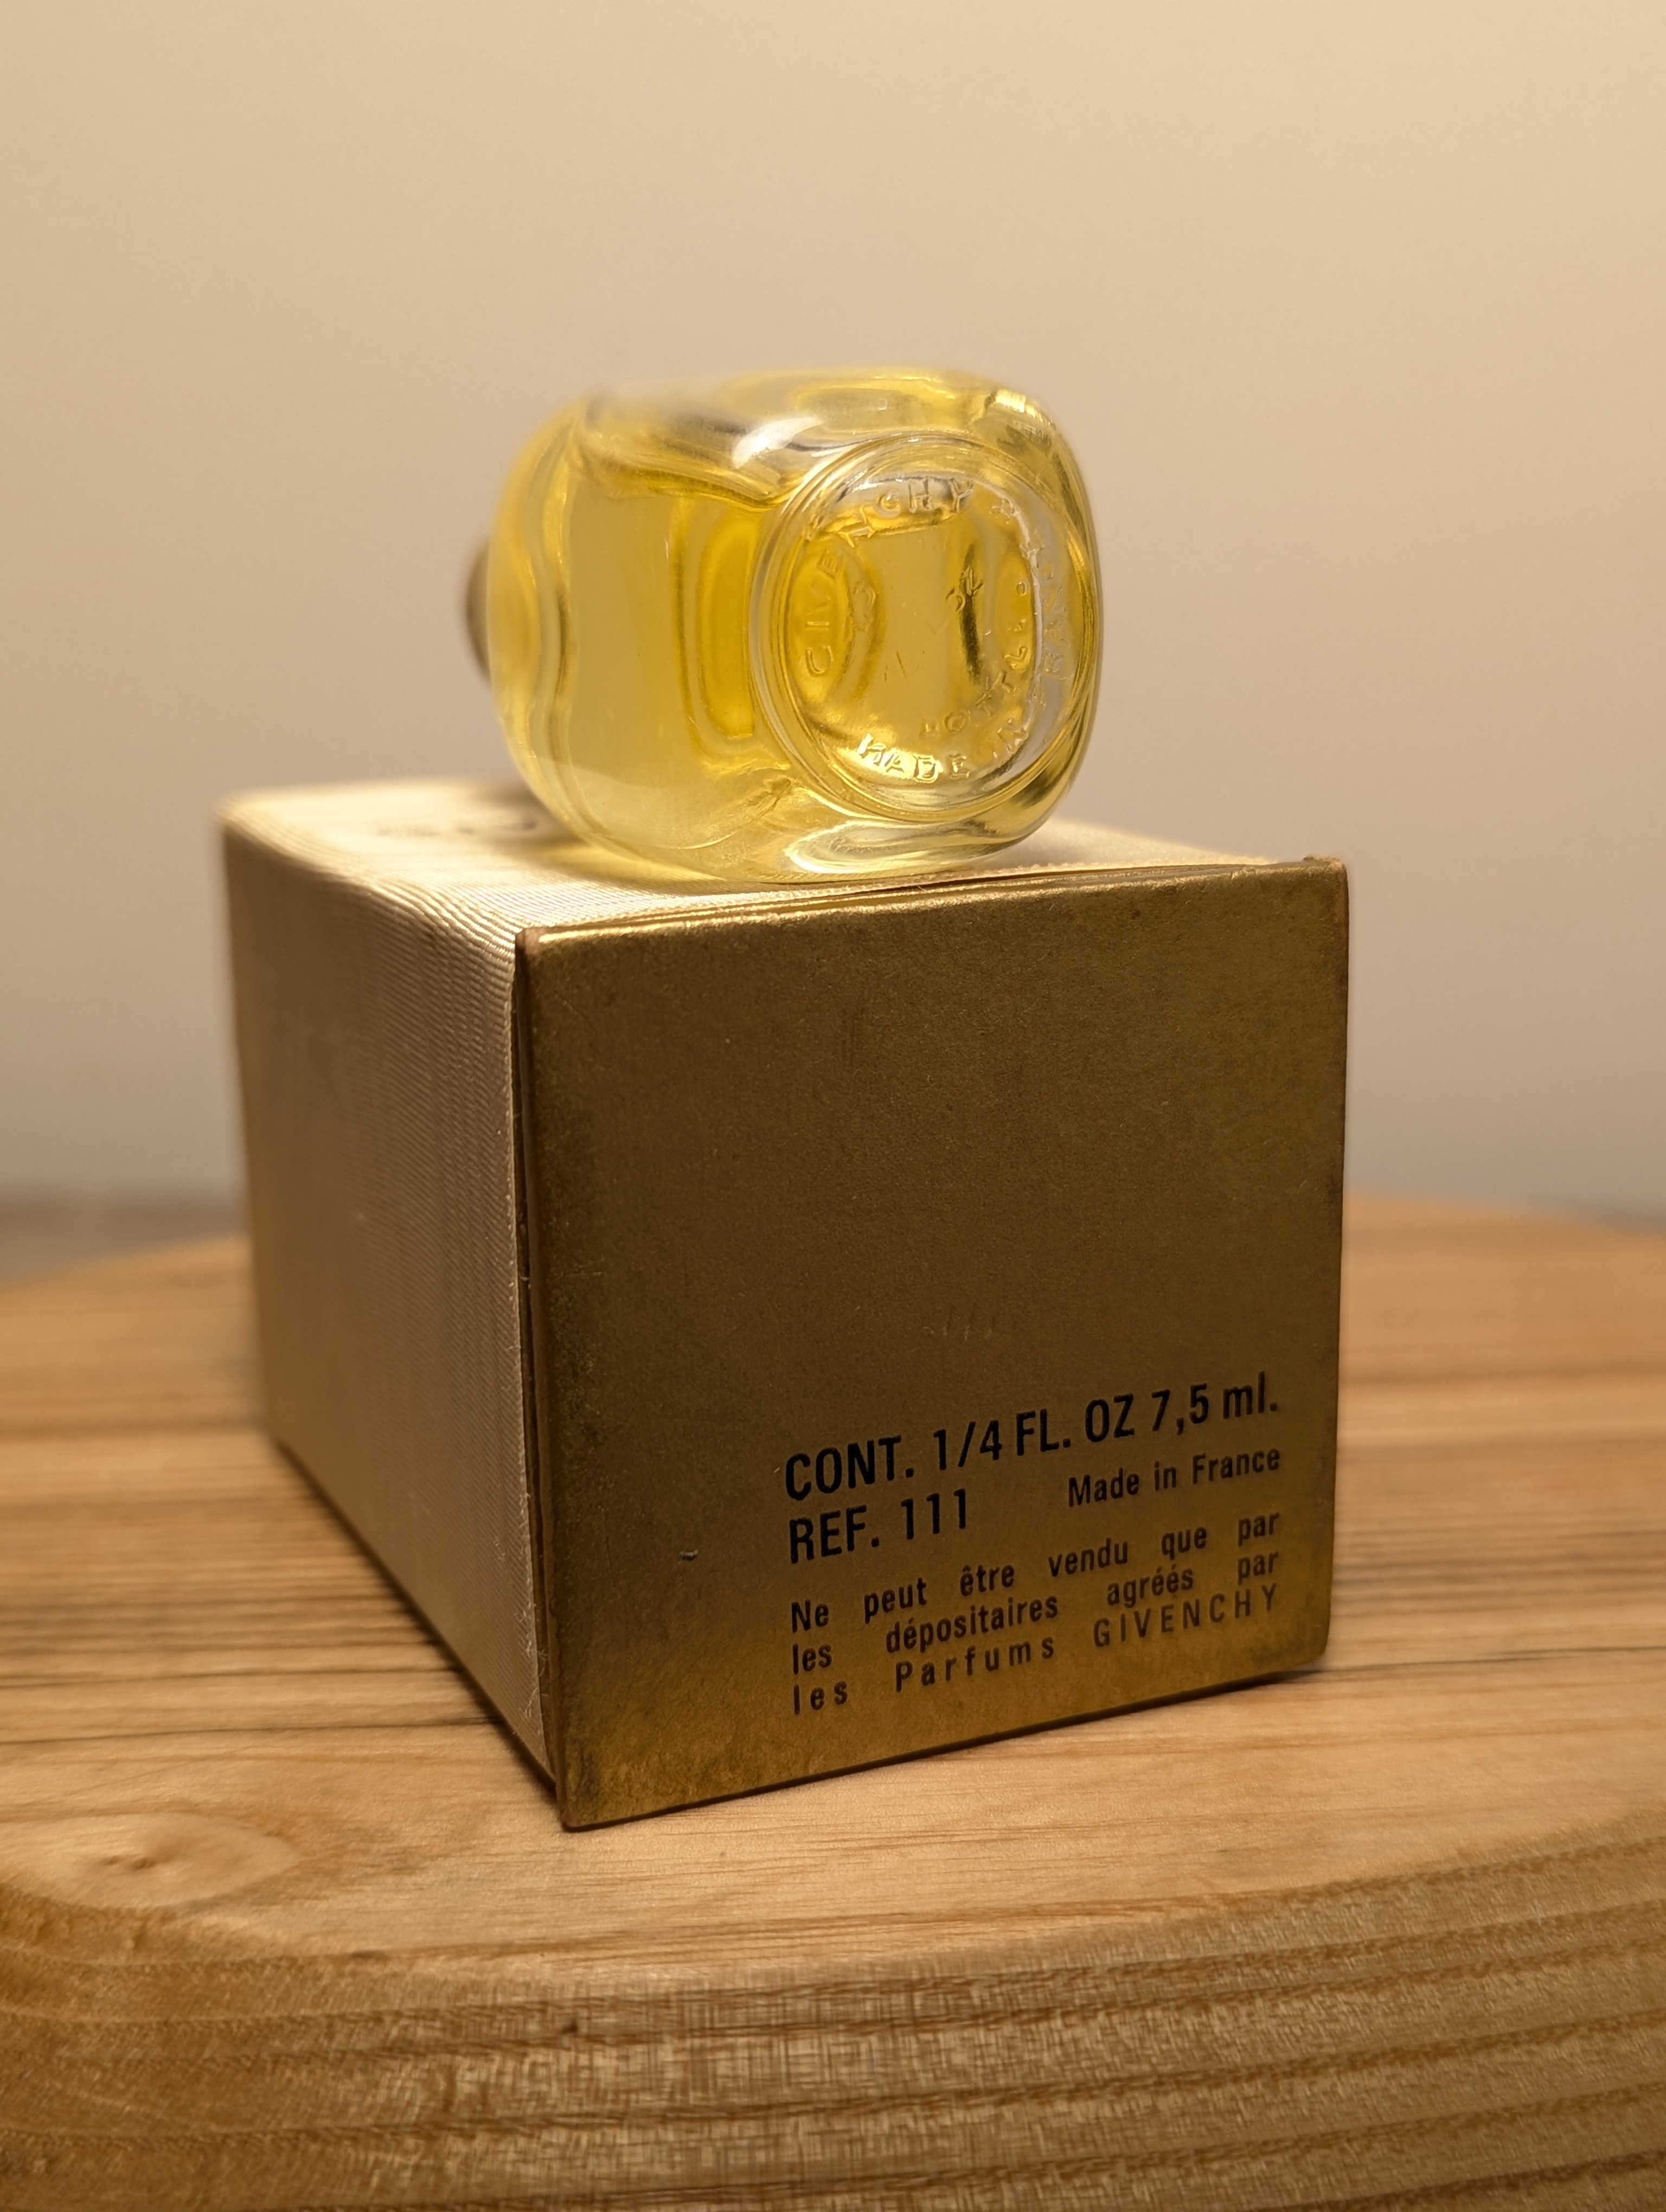 GIVENCHY
MADE IN FRANCE
CONT. 1/4 FL. OZ 7,5 ml.
REF. 111 Made in France
Ne peut être vendu que par
les dépositaires agréés par
les Parfums GIVENCHY